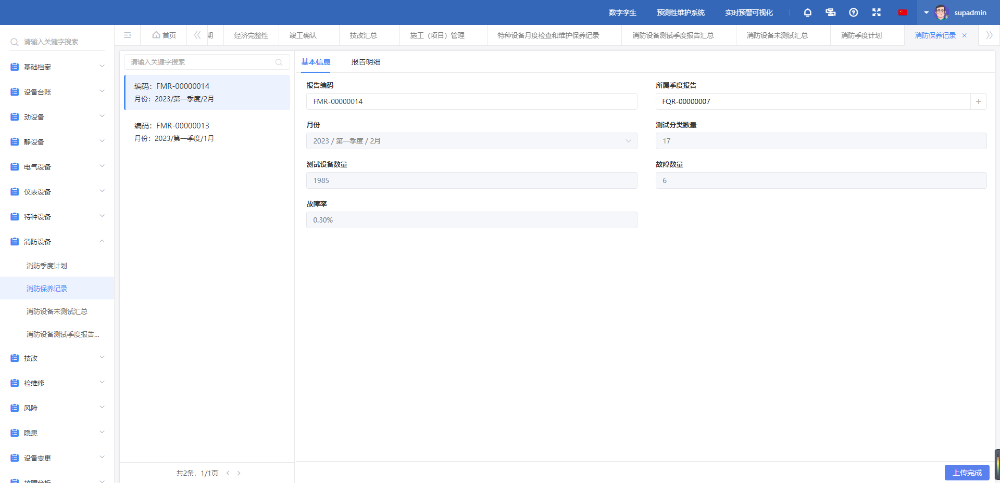 数字孪生 预测性维护系统 实时预警可视化 supadmin
首页 期 经济完整性 竣工确认 技改汇总 施工（项目）管理 特种设备月度检查和维护保养记录 消防设备测试季度报告汇总 消防设备未测试汇总 消防季度计划 消防保养记录
请输入关键字搜索
基础档案
设备台账
动设备
静设备
电气设备
仪表设备
特种设备
消防设备
消防季度计划
消防保养记录
消防设备未测试汇总
消防设备测试季度报告...
技改
检维修
风险
隐患
设备变更
故障分析
请输入关键字搜索
编码：FMR-00000014
月份：2023/第一季度/2月
编码：FMR-00000013
月份：2023/第一季度/1月
共2条，1/1页
基本信息 报告明细
报告编码
FMR-00000014
所属季度报告
FQR-00000007
月份
2023 / 第一季度 / 2月
测试分类数量
17
测试设备数量
1985
故障数量
6
故障率
0.30%
上传完成